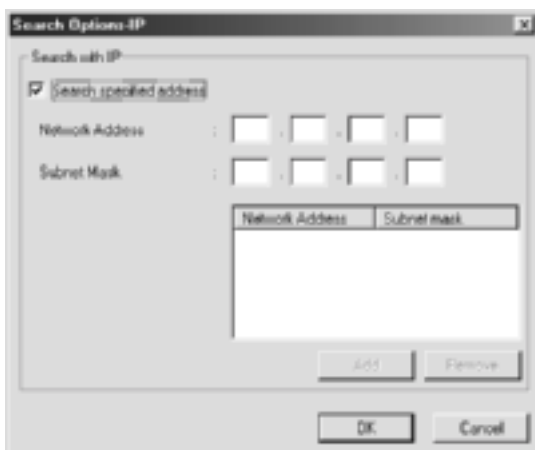 Search Options-IP
Search with IP
Search specified address
Network Address : . . .
Subnet Mask : . . .
Network Address Subnet mask
Add Remove
OK Cancel